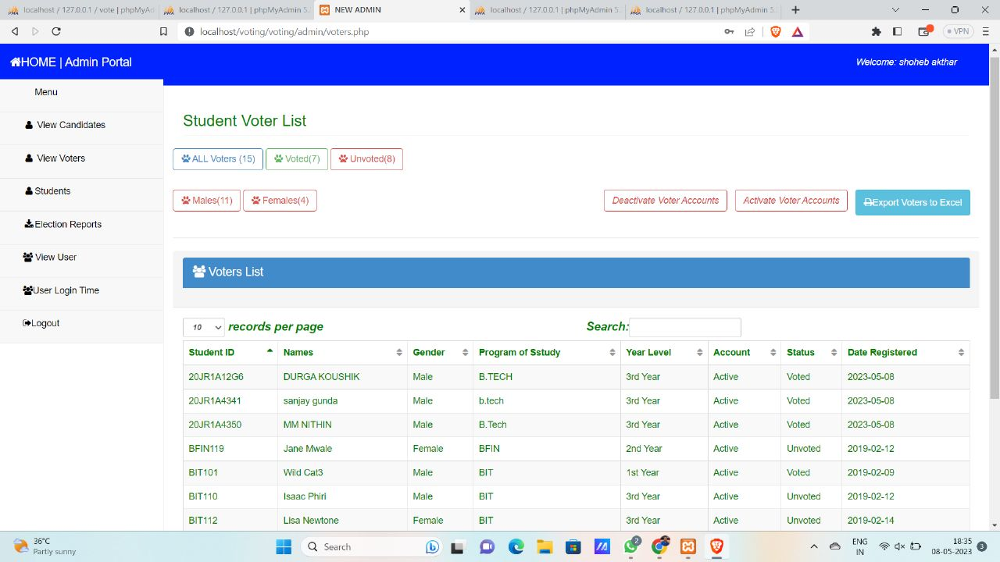 localhost / 127.0.0.1 / vote | phpMyAd
localhost / 127.0.0.1 | phpMyAdmin 5.
NEW ADMIN
localhost / 127.0.0.1 | phpMyAdmin 5.
localhost / 127.0.0.1 | phpMyAdmin 5.
localhost/voting/voting/admin/voters.php
VPN
HOME | Admin Portal
Welcome: shoheb akthar
Menu
View Candidates
View Voters
Students
Election Reports
View User
User Login Time
Logout
Student Voter List
ALL Voters (15) Voted(7) Unvoted(8)
Males(11) Females(4) Deactivate Voter Accounts Activate Voter Accounts Export Voters to Excel
Voters List
10 records per page Search:
Student ID Names Gender Program of Sstudy Year Level Account Status Date Registered
20JR1A12G6 DURGA KOUSHIK Male B.TECH 3rd Year Active Voted 2023-05-08
20JR1A4341 sanjay gunda Male b.tech 3rd Year Active Voted 2023-05-08
20JR1A4350 MM NITHIN Male B.Tech 3rd Year Active Voted 2023-05-08
BFIN119 Jane Mwale Female BFIN 2nd Year Active Unvoted 2019-02-12
BIT101 Wild Cat3 Male BIT 1st Year Active Voted 2019-02-09
BIT110 Isaac Phiri Male BIT 3rd Year Active Unvoted 2019-02-12
BIT112 Lisa Newtone Female BIT 3rd Year Active Unvoted 2019-02-14
36°C
Partly sunny
Search
2
ENG
IN
18:35
08-05-2023
3